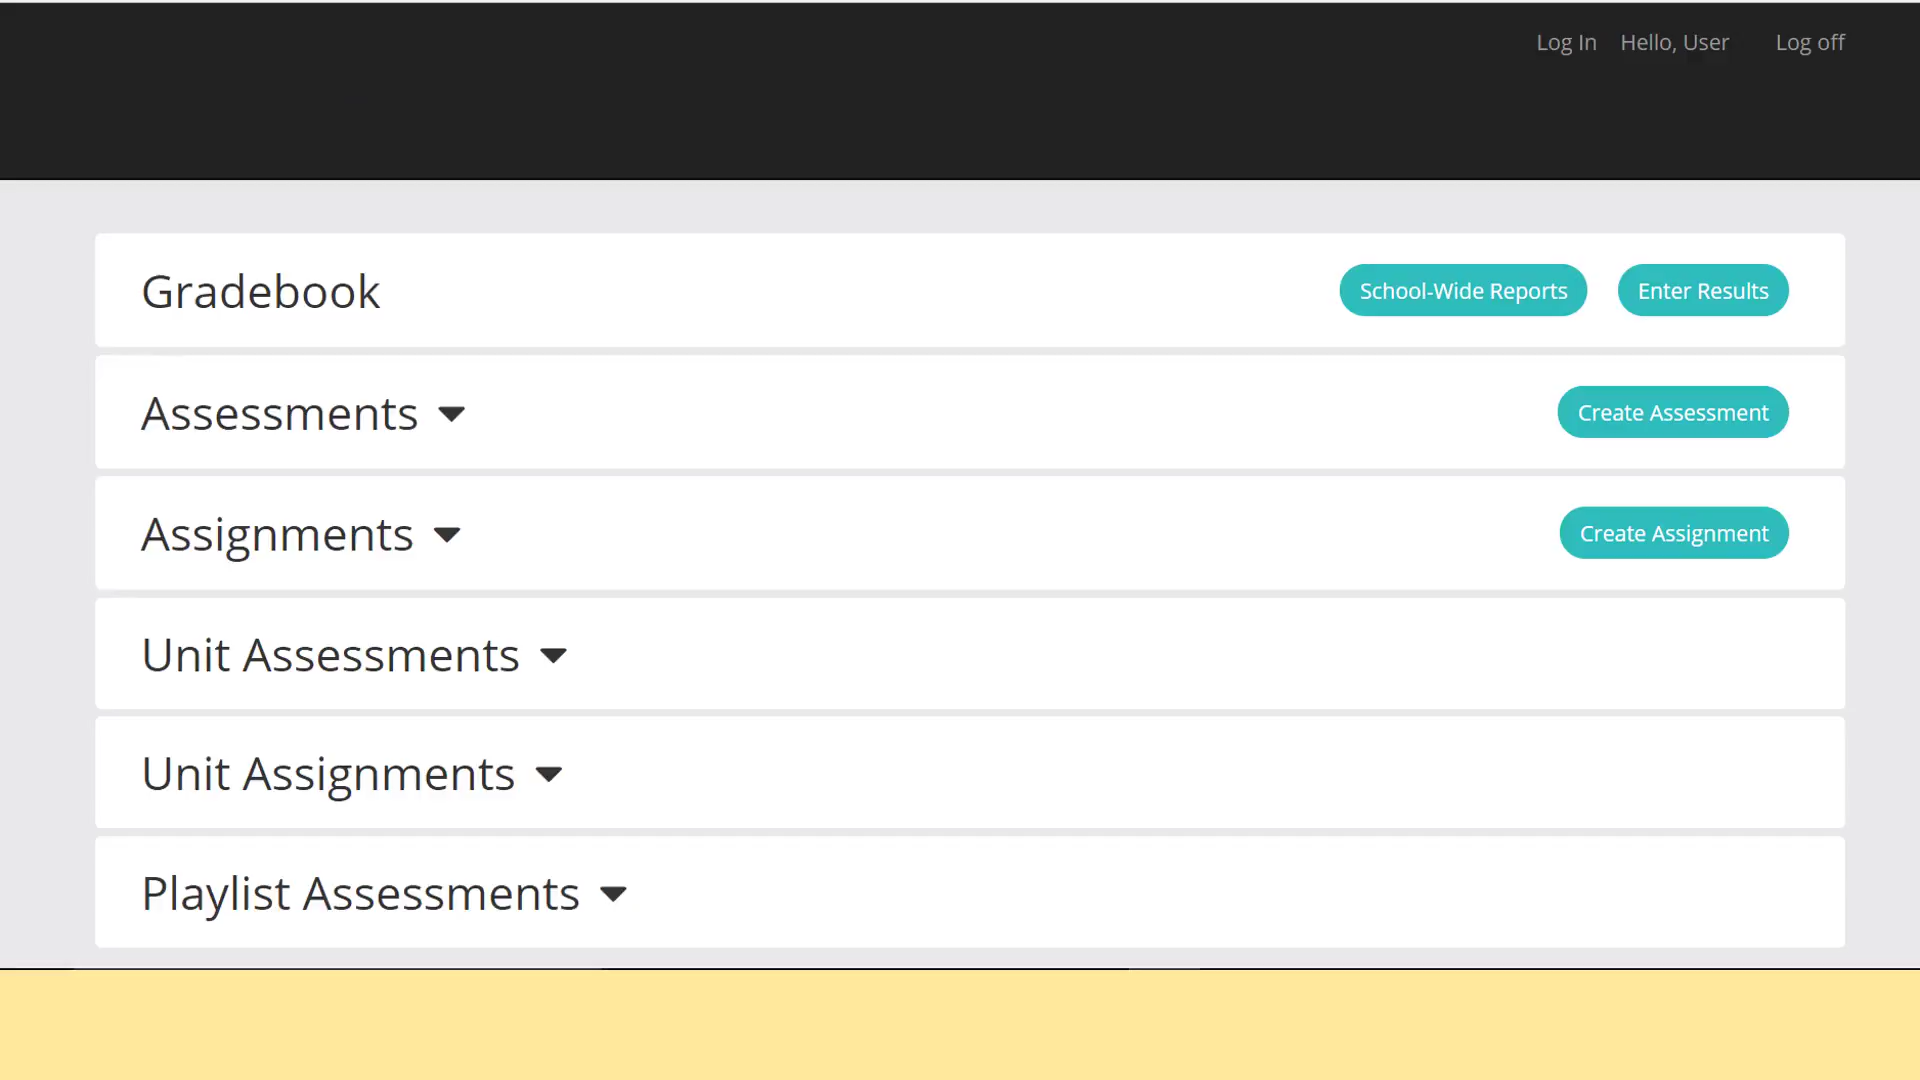 Log In Hello, User Log off
Gradebook School-Wide Reports Enter Results
Assessments Create Assessment
Assignments Create Assignment
Unit Assessments
Unit Assignments
Playlist Assessments